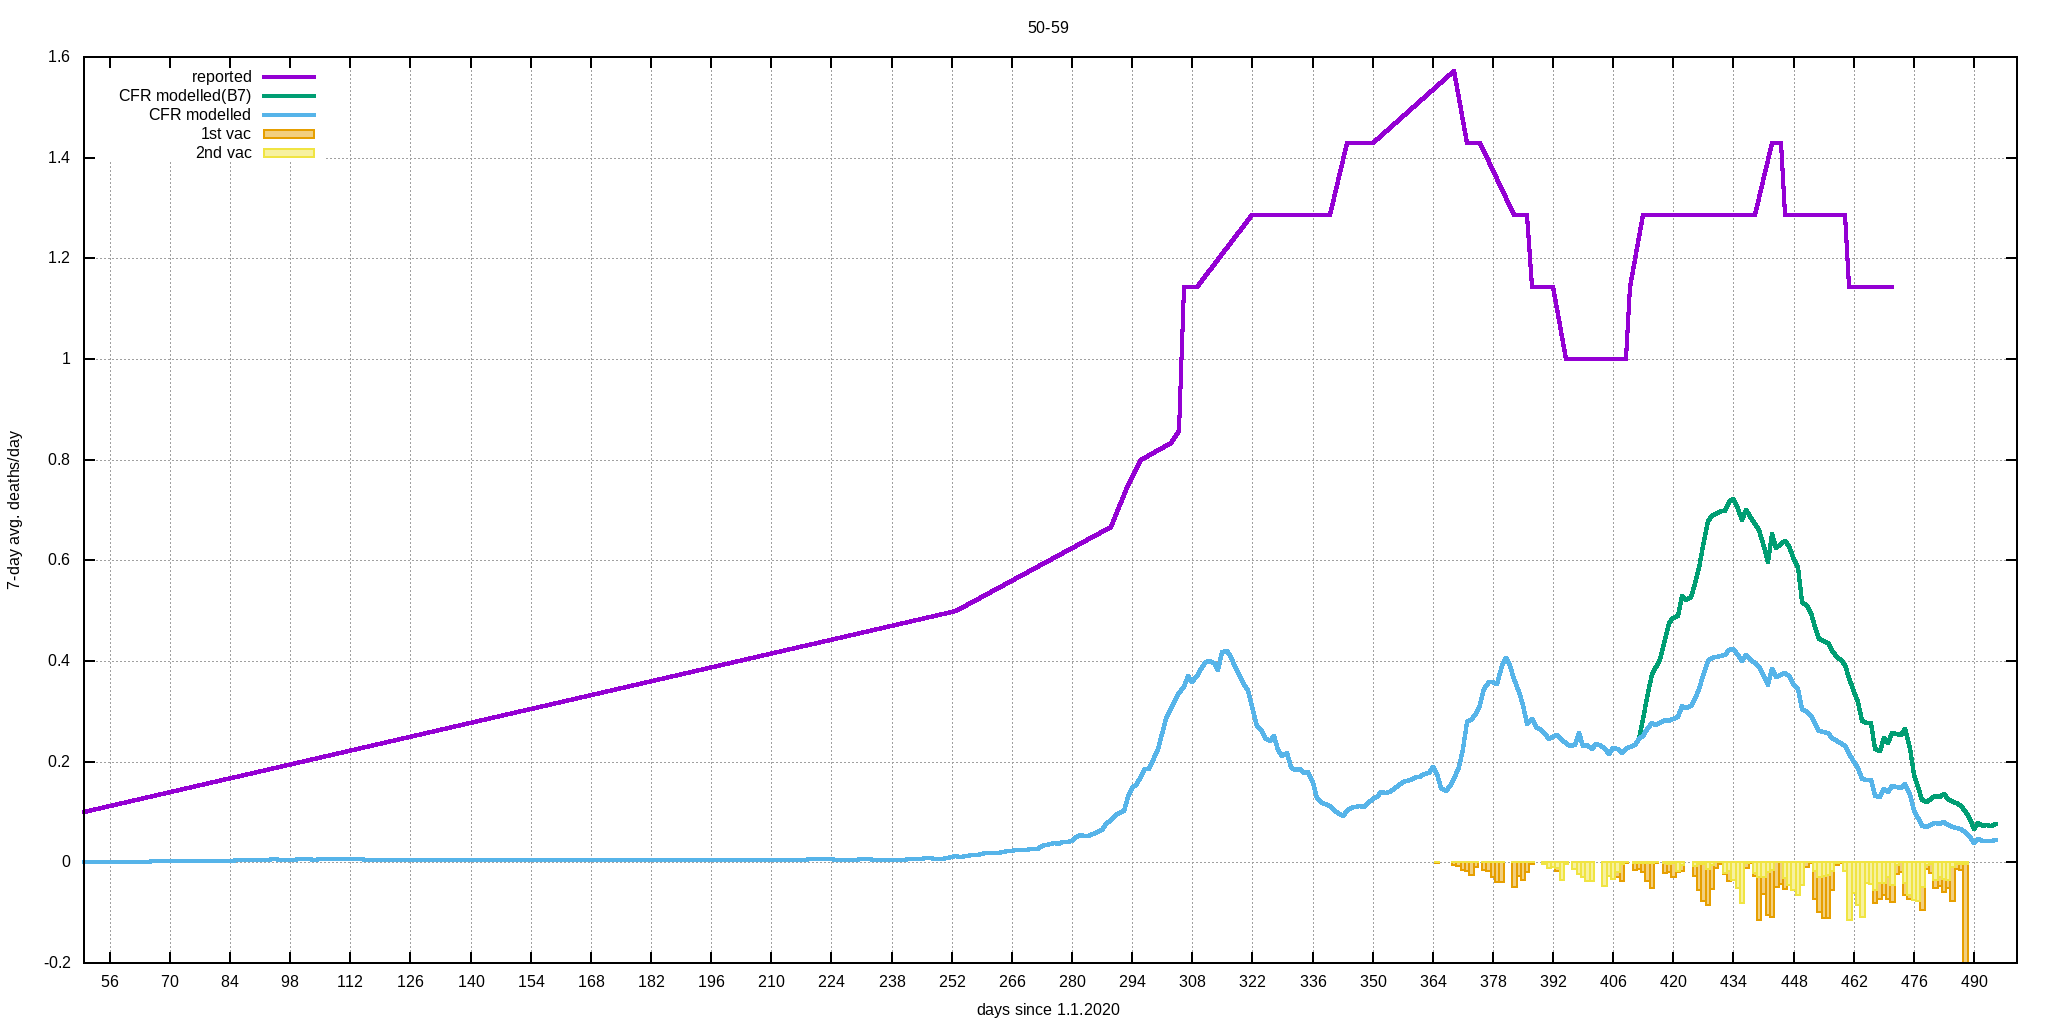 50-59
1.6
1.4
1.2
1
0.8
0.6
0.4
0.2
0
-0.2
7-day avg. deaths/day
reported
CFR modelled(B7)
CFR modelled
1st vac
2nd vac
56 70 84 98 112 126 140 154 168 182 196 210 224 238 252 266 280 294 308 322 336 350 364 378 392 406 420 434 448 462 476 490
days since 1.1.2020